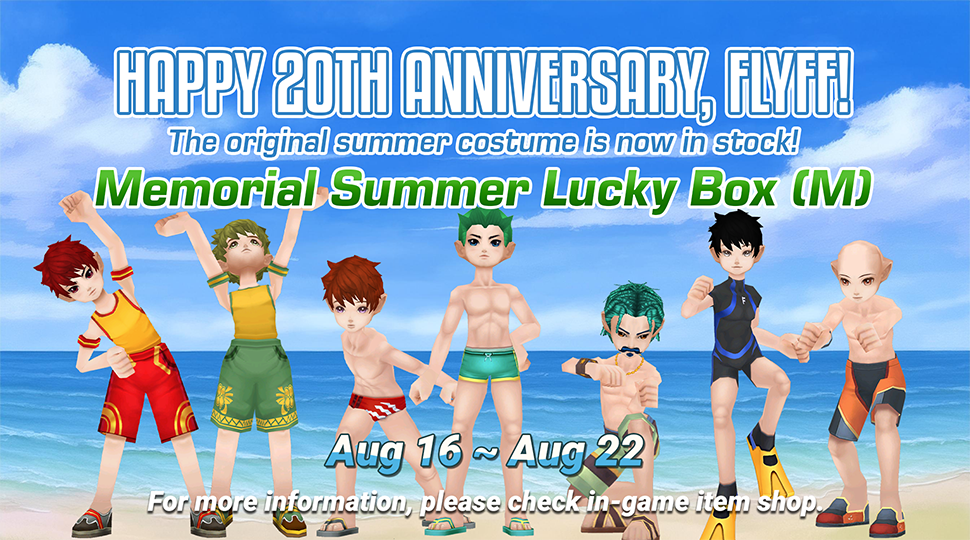 HAPPY 20TH ANNIVERSARY, FLYFF!
The original summer costume is now in stock!
Memorial Summer Lucky Box (M)
Aug 16 ~ Aug 22
For more information, please check in-game item shop.